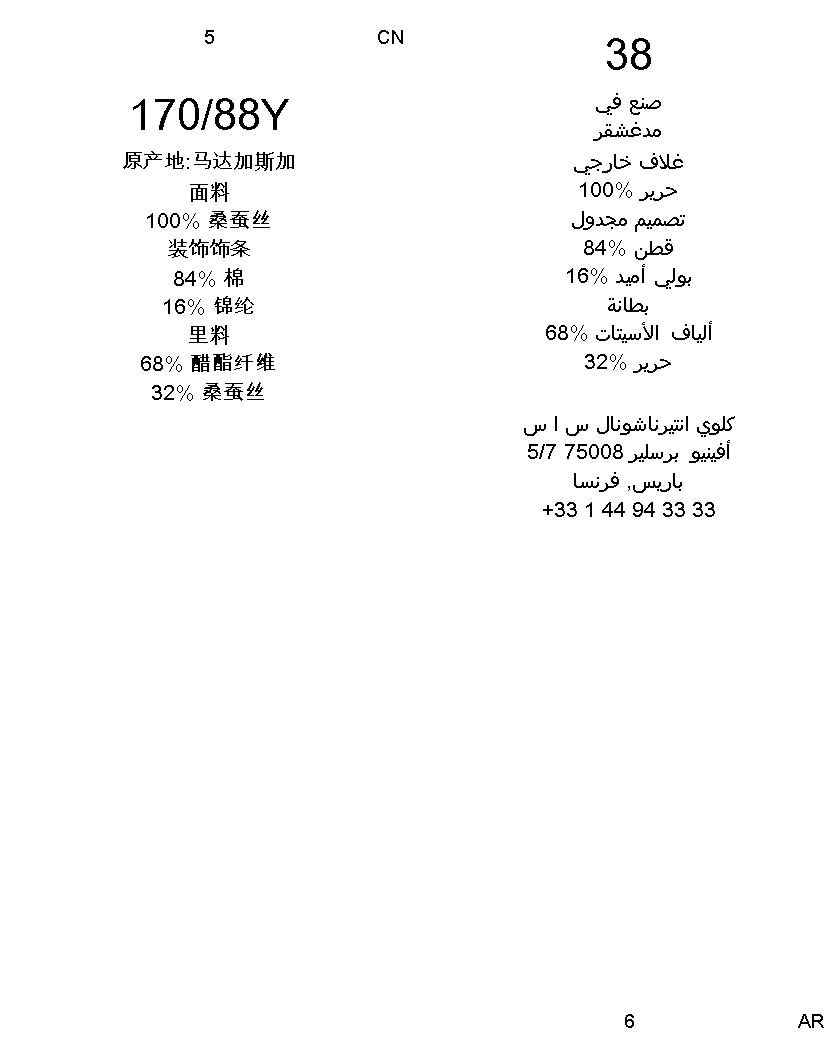 5
CN
170/88Y
原产地:马达加斯加
面料
100% 桑蚕丝
装饰饰条
84% 棉
16% 锦纶
里料
68% 醋酯纤维
32% 桑蚕丝
38
صنع في
مدغشقر
غلاف خارجي
حرير %100
تصميم مجدول
قطن %84
بولي أميد %16
بطانة
ألياف الأسيتات %68
حرير %32
كلوي انتيرناشونال س ا س
أفينيو برسلير 75008 5/7
باريس, فرنسا
+33 1 44 94 33 33
6
AR